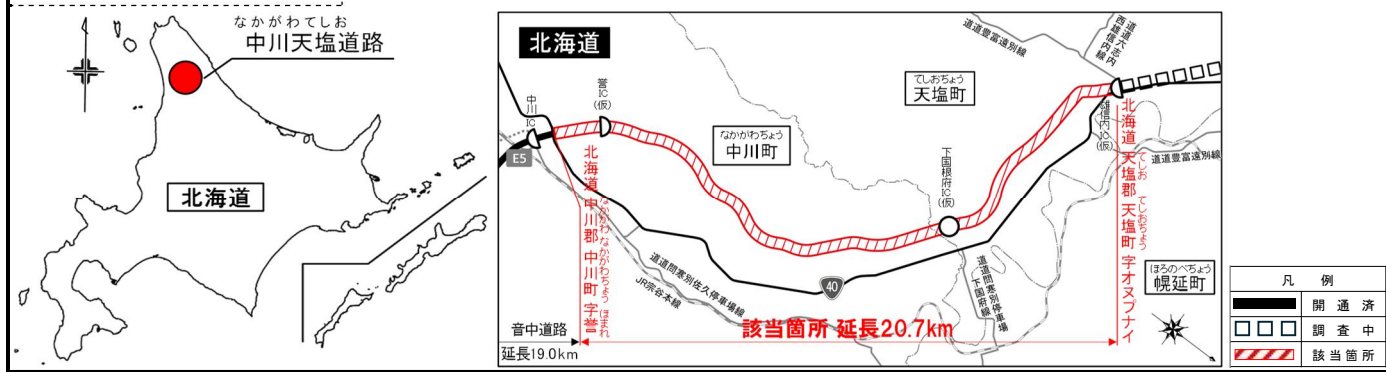 なかがわてしお
中川天塩道路
北海道
北海道
中川IC
E5
誉IC(仮)
なかがわちょう
中川町
てしおちょう
天塩町
道道豊富遠別線
道道六志内西雄信内線
下国根府IC(仮)
雄信内IC(仮)
道道豊富遠別線
北海道 中川郡 中川町 字誉
なかがわ なかがわちょう ほまれ
北海道 天塩郡 天塩町 字オヌプナイ
てしお てしおちょう
ほろのべちょう
幌延町
道道問寒別佐久停車場線
JR宗谷本線
40
道道問寒別停車場下国府線
音中道路
延長19.0km
該当箇所 延長20.7km
凡例
開通済
調査中
該当箇所